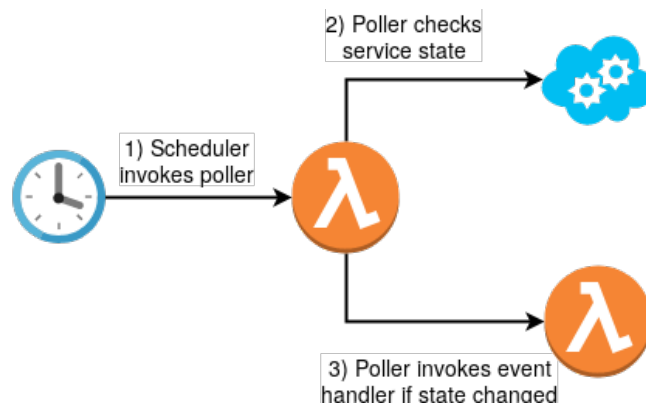 2) Poller checks
service state
1) Scheduler
invokes poller
3) Poller invokes event
handler if state changed